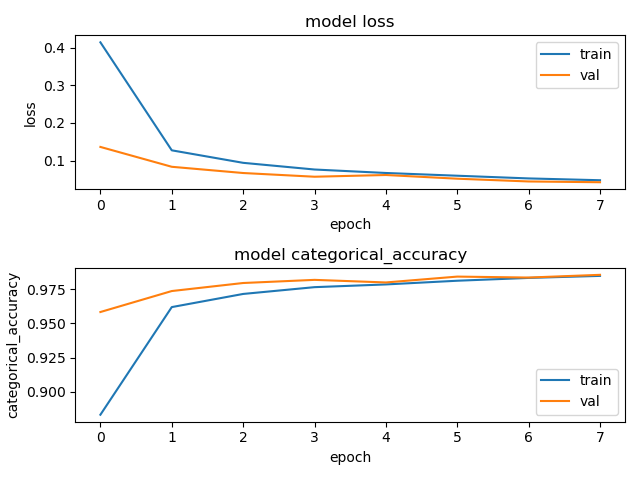 model loss
0.4
0.3
0.2
0.1
loss
train
val
0 1 2 3 4 5 6 7
epoch
model categorical_accuracy
0.975
0.950
0.925
0.900
categorical_accuracy
train
val
0 1 2 3 4 5 6 7
epoch